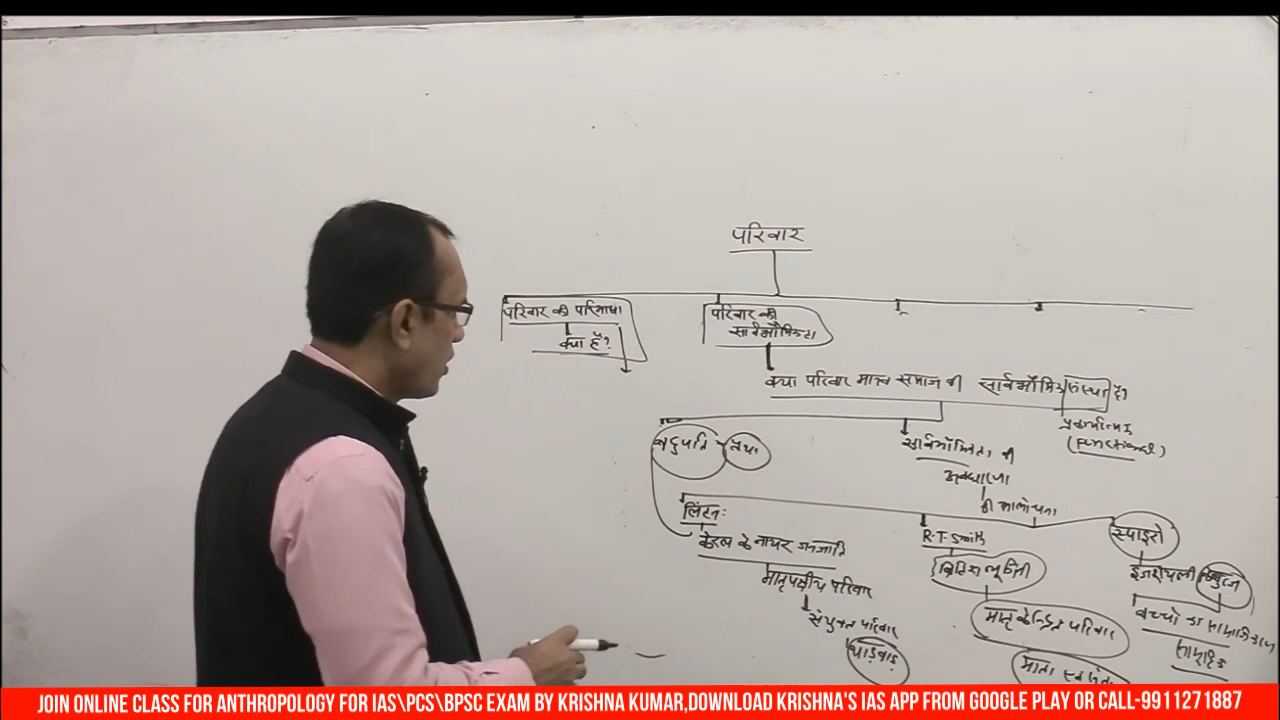 परिवार
परिवार की परिभाषा
क्या है?
परिवार की
सार्वभौमिकता
क्या परिवार मानव समाज की सार्वभौमिक संस्था है?
प्रकार्यात्मक
(Functional)
बहुपति प्रथा
सार्वभौमिकता की
अवधारणा
की आलोचना
लिंटन:
केरल के नायर जनजाति
मातृपक्षीय परिवार
संयुक्त परिवार
थारवाड़
R.T. Smith
ब्रिटिश
मातृकेन्द्रित परिवार
माता
स्पाइरो
इजरायली किबुत्ज
बच्चों का सामाजीकरण
सामूहिक
JOIN ONLINE CLASS FOR ANTHROPOLOGY FOR IAS\PCS\BPSC EXAM BY KRISHNA KUMAR,DOWNLOAD KRISHNA'S IAS APP FROM GOOGLE PLAY OR CALL-9911271887